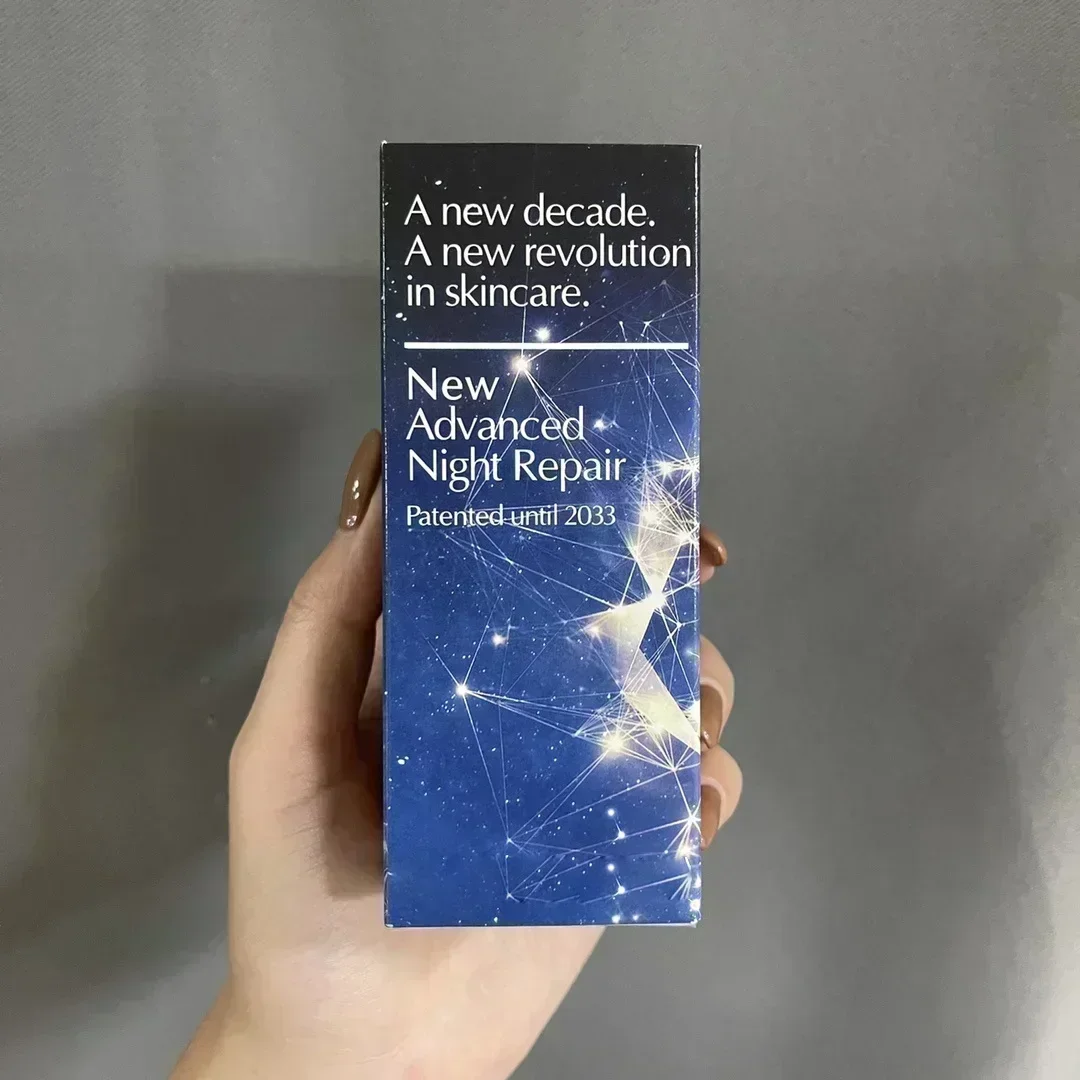 A new decade.
A new revolution
in skincare.
New
Advanced
Night Repair
Patented until 2033